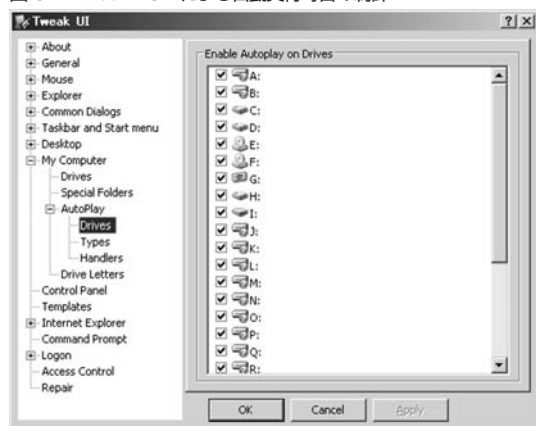 Tweak UI
About
General
Mouse
Explorer
Common Dialogs
Taskbar and Start menu
Desktop
My Computer
Drives
Special Folders
AutoPlay
Drives
Types
Handlers
Drive Letters
Control Panel
Templates
Internet Explorer
Command Prompt
Logon
Access Control
Repair
Enable Autoplay on Drives
A:
B:
C:
D:
E:
F:
G:
H:
I:
J:
K:
L:
M:
N:
O:
P:
Q:
R:
OK
Cancel
Apply